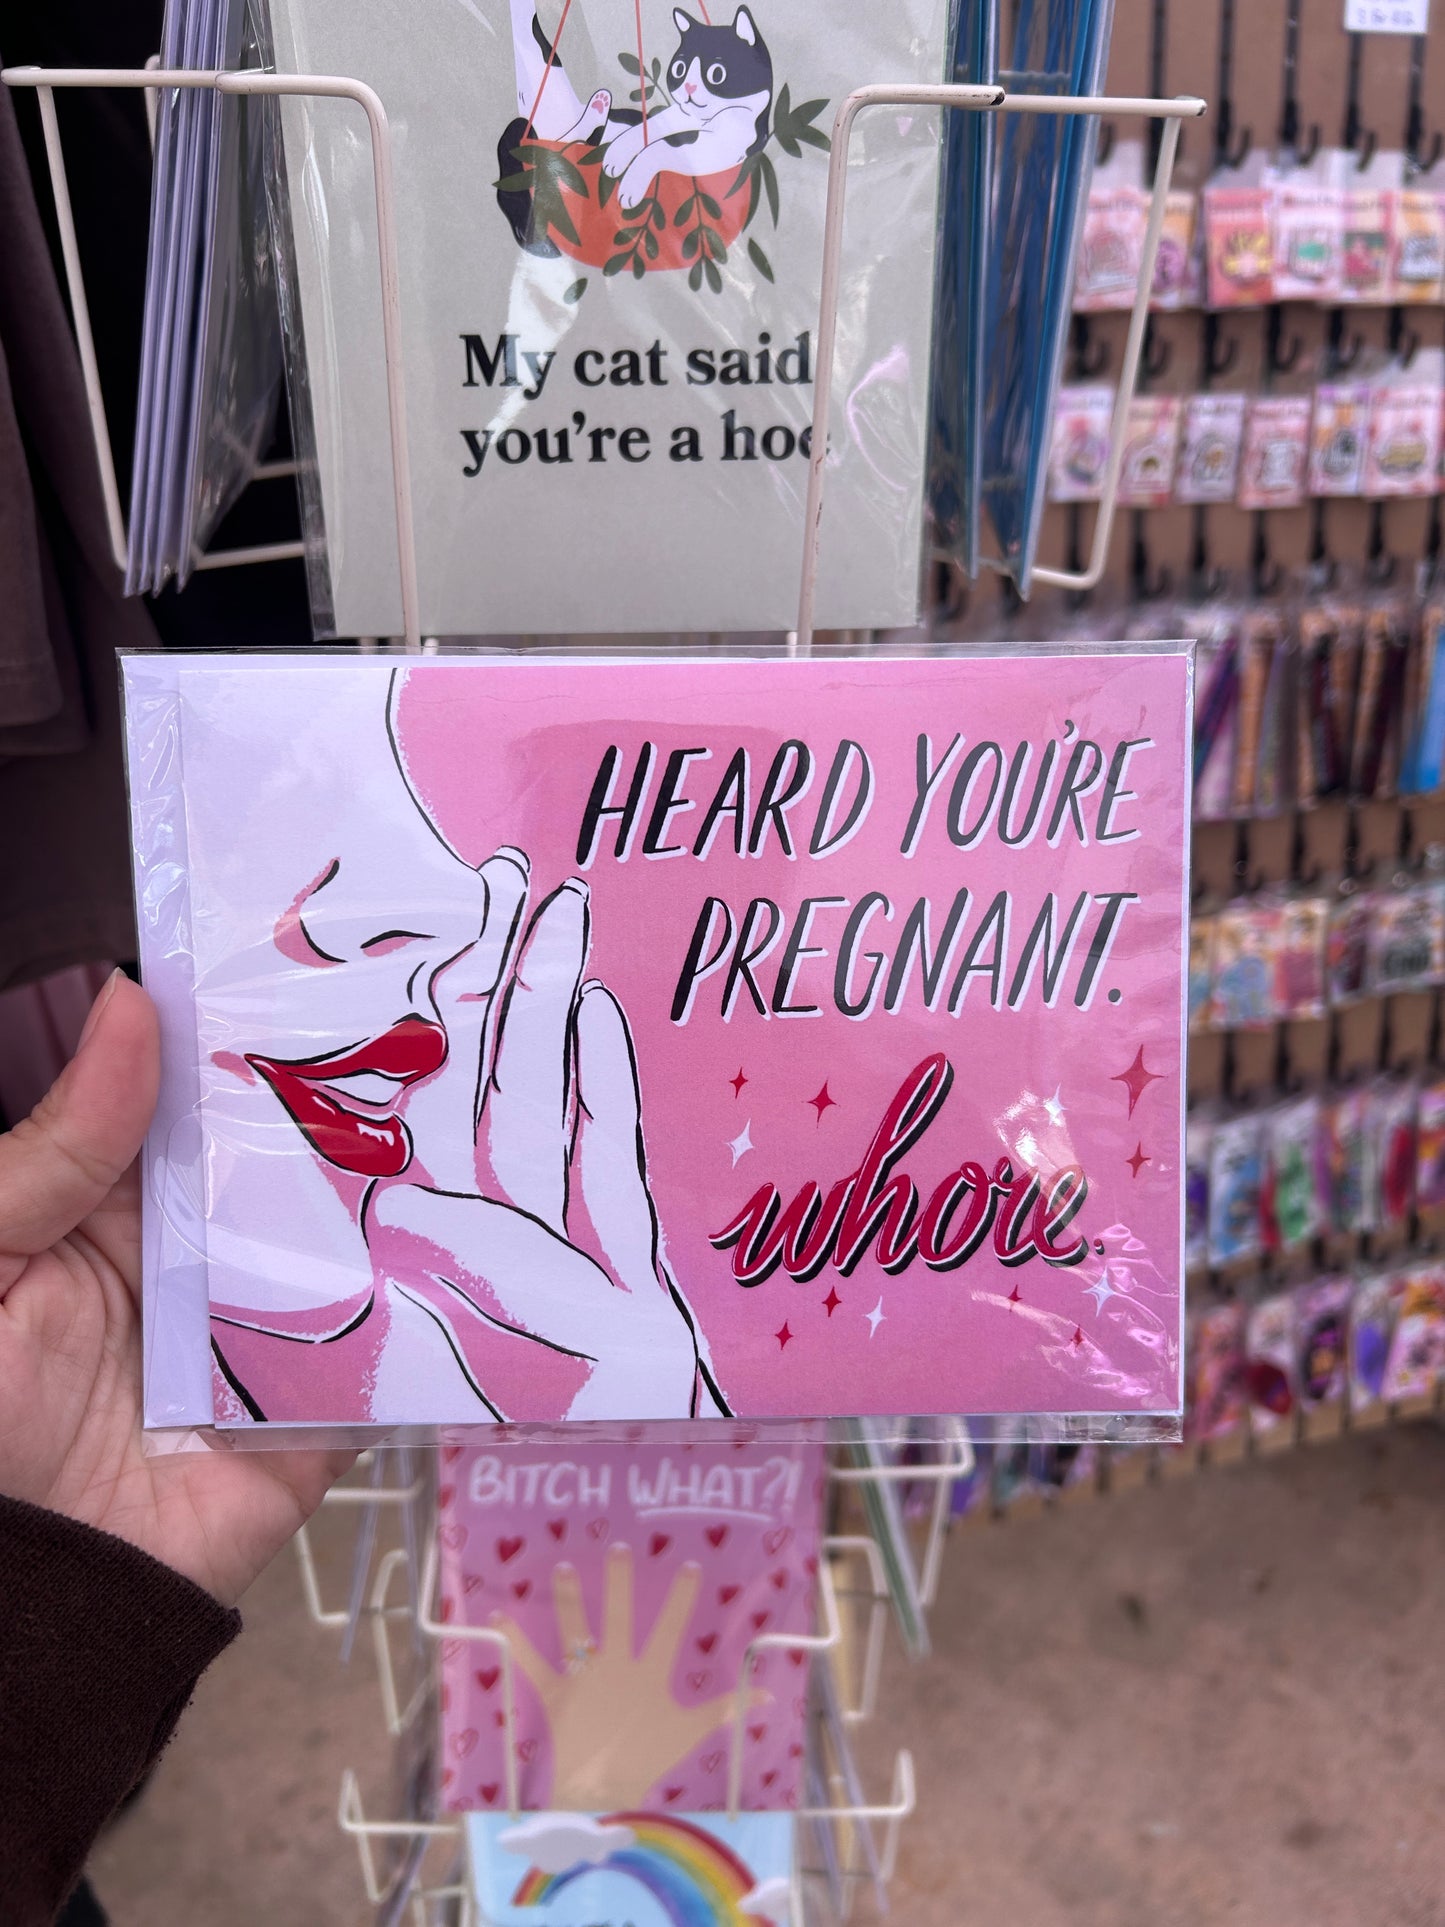 My cat said
you're a hoe
HEARD YOU'RE
PREGNANT.
whore.
BITCH WHAT?!